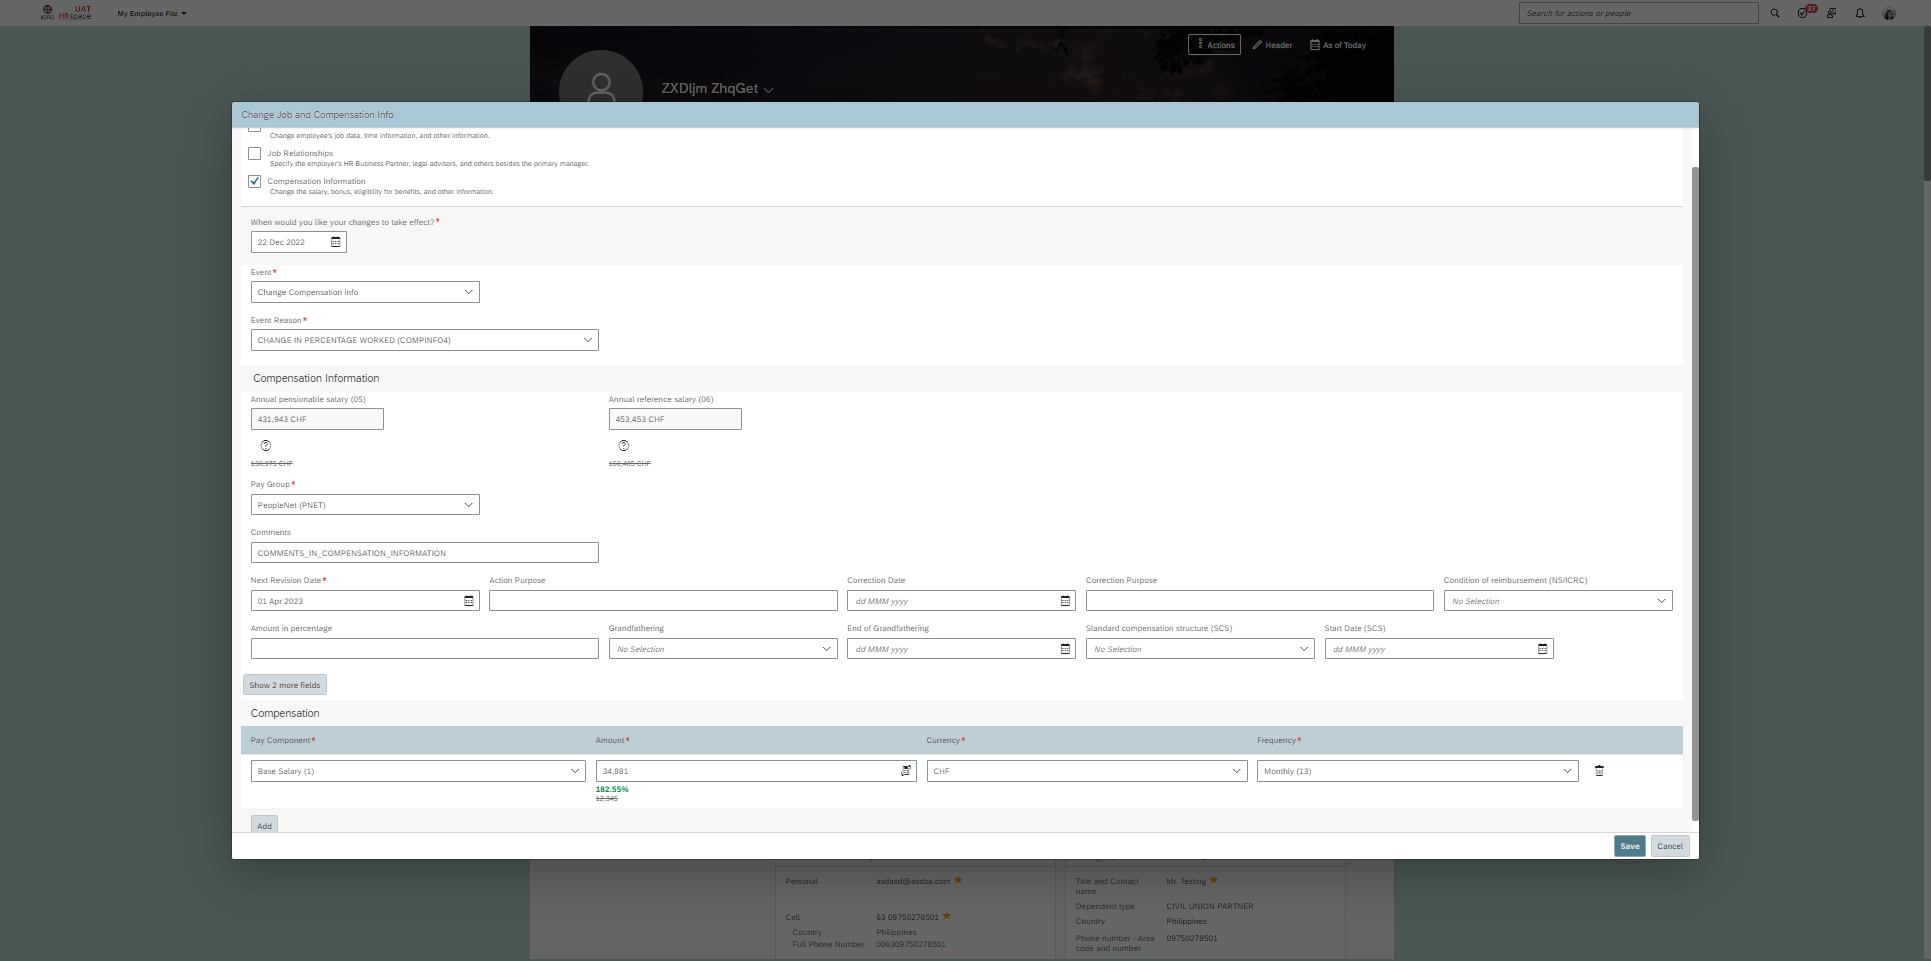 ICRC UAT HRspace My Employee File Search for actions or people 37
Actions Header As of Today
ZXDljm ZhqGet
Change Job and Compensation Info
Change employee's job data, time information, and other information.
Job Relationships
Specify the employer's HR Business Partner, legal advisors, and others besides the primary manager.
Compensation Information
Change the salary, bonus, eligibility for benefits, and other information.
When would you like your changes to take effect?*
22 Dec 2022
Event*
Change Compensation info
Event Reason*
CHANGE IN PERCENTAGE WORKED (COMPINFO4)
Compensation Information
Annual pensionable salary (05) Annual reference salary (06)
431,943 CHF 453,453 CHF
138,975 CHF 160,485 CHF
Pay Group*
PeopleNet (PNET)
Comments
COMMENTS_IN_COMPENSATION_INFORMATION
Next Revision Date* Action Purpose Correction Date Correction Purpose Condition of reimbursement (NS/ICRC)
01 Apr 2023 dd MMM yyyy No Selection
Amount in percentage Grandfathering End of Grandfathering Standard compensation structure (SCS) Start Date (SCS)
No Selection dd MMM yyyy No Selection dd MMM yyyy
Show 2 more fields
Compensation
Pay Component* Amount* Currency* Frequency*
Base Salary (1) 34,881 CHF Monthly (13)
182.55%
12,345
Add
Save Cancel
Personal asdasd@asdsa.com
Cell 63 09750278501
Country Philippines
Full Phone Number 006309750278501
Title and Contact name Mr. Testing
Dependent type CIVIL UNION PARTNER
Country Philippines
Phone number - Area code and number 09750278501